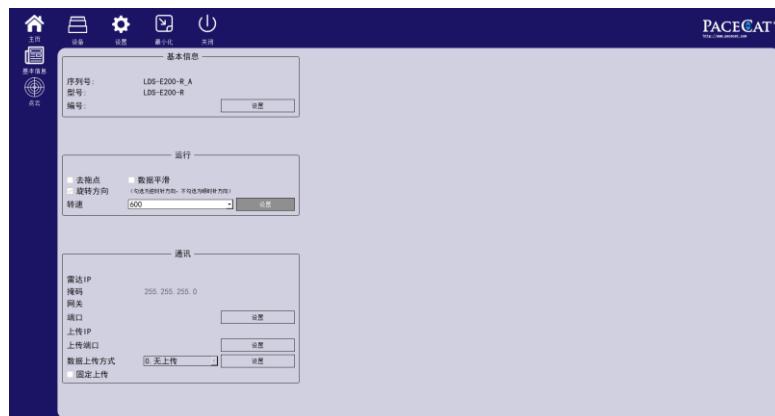 主页
设备
设置
最小化
关闭
PACECAT
http://www.pacecat.com
基本信息
点云
基本信息
序列号:
LDS-E200-R_A
型号:
LDS-E200-R
编号:
设置
运行
去拖点
数据平滑
旋转方向
(勾选为逆时针方向, 不勾选为顺时针方向)
转速
600
设置
通讯
雷达IP
掩码
255.255.255.0
网关
端口
设置
上传IP
上传端口
设置
数据上传方式
0.无上传
设置
固定上传